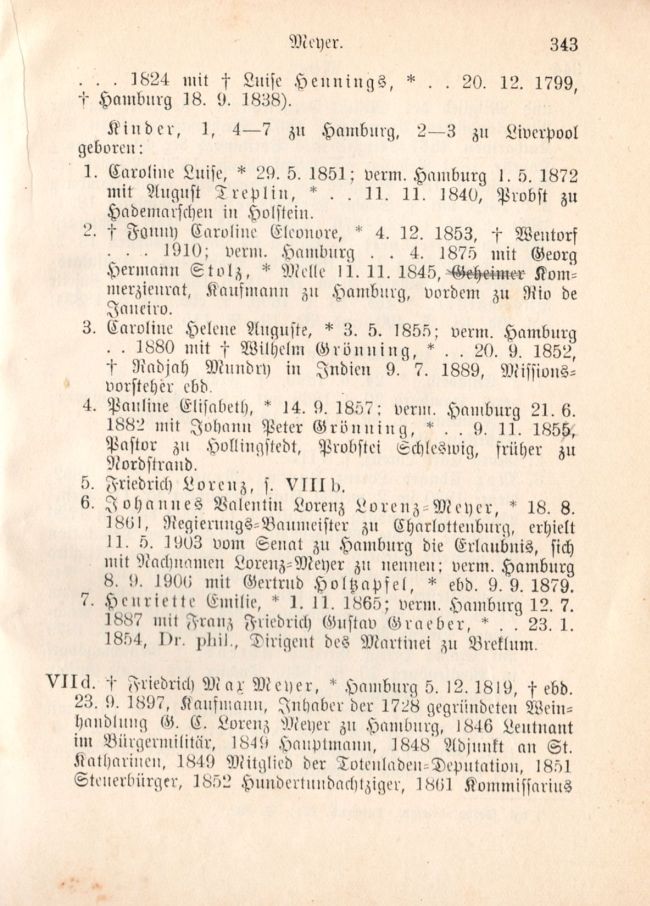 Meyer. 343
. . . 1824 mit † Luise Hennings, * . . 20. 12. 1799,
† Hamburg 18. 9. 1838).
Kinder, 1, 4—7 zu Hamburg, 2—3 zu Liverpool
geboren:
1. Caroline Luise, * 29. 5. 1851; verm. Hamburg 1. 5. 1872
mit August Treplin, * . . 11. 11. 1840, Probst zu
Hademarschen in Holstein.
2. † Fanny Caroline Eleonore, * 4. 12. 1853, † Wentorf
. . . 1910; verm. Hamburg . . 4. 1875 mit Georg
Hermann Stolz, * Melle 11. 11. 1845, Geheimer Kom-
merzienrat, Kaufmann zu Hamburg, vordem zu Rio de
Janeiro.
3. Caroline Helene Auguste, * 3. 5. 1855; verm. Hamburg
. . 1880 mit † Wilhelm Grönning, * . . 20. 9. 1852,
† Radjah Mundry in Indien 9. 7. 1889, Missions-
vorsteher ebd.
4. Pauline Elisabeth, * 14. 9. 1857; verm. Hamburg 21. 6.
1882 mit Johann Peter Grönning, * . . 9. 11. 1855,
Pastor zu Hollingstedt, Probstei Schleswig, früher zu
Nordstrand.
5. Friedrich Lorenz, s. VIII b.
6. Johannes Valentin Lorenz Lorenz-Meyer, * 18. 8.
1861, Regierungs-Baumeister zu Charlottenburg, erhielt
11. 5. 1903 vom Senat zu Hamburg die Erlaubnis, sich
mit Nachnamen Lorenz-Meyer zu nennen; verm. Hamburg
8. 9. 1906 mit Gertrud Holtzapfel, * ebd. 9. 9. 1879.
7. Henriette Emilie, * 1. 11. 1865; verm. Hamburg 12. 7.
1887 mit Franz Friedrich Gustav Graeber, * . . 23. 1.
1854, Dr. phil., Dirigent des Martinei zu Breklum.
VII d. † Friedrich Max Meyer, * Hamburg 5. 12. 1819, † ebd.
23. 9. 1897, Kaufmann, Inhaber der 1728 gegründeten Wein-
handlung G. C. Lorenz Meyer zu Hamburg, 1846 Leutnant
im Bürgermilitär, 1849 Hauptmann, 1848 Adjunkt an St.
Katharinen, 1849 Mitglied der Totenladen-Deputation, 1851
Steuerbürger, 1852 Hundertundachtziger, 1861 Kommissarius